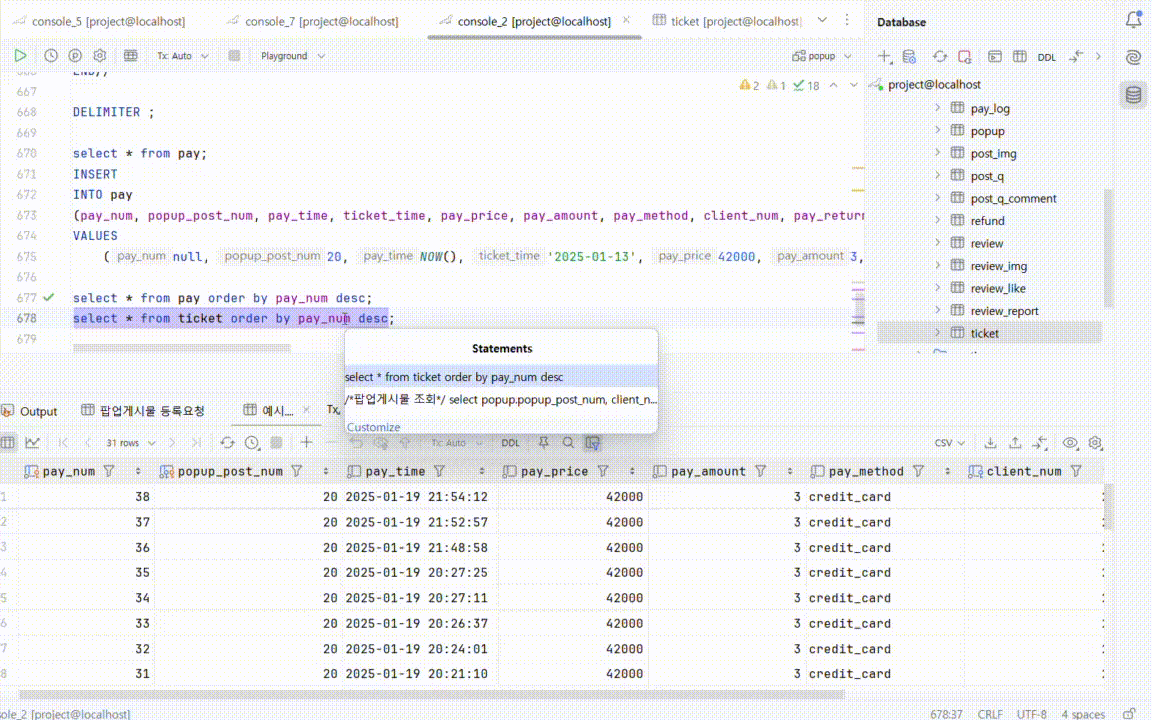 console_5 [project@localhost] console_7 [project@localhost] console_2 [project@localhost] ticket [project@localhost] Database
Tx: Auto Playground popup DDL
project@localhost
END//
667
668 DELIMITER ;
669
670 select * from pay;
671 INSERT
672 INTO pay
673 (pay_num, popup_post_num, pay_time, ticket_time, pay_price, pay_amount, pay_method, client_num, pay_return
674 VALUES
675 ( pay_num null, popup_post_num 20, pay_time NOW(), ticket_time '2025-01-13', pay_price 42000, pay_amount 3,
676
677 select * from pay order by pay_num desc;
678 select * from ticket order by pay_num desc;
679
2 1 18
pay_log
popup
post_img
post_q
post_q_comment
refund
review
review_img
review_like
review_report
ticket
Statements
select * from ticket order by pay_num desc
/*팝업게시물 조회*/ select popup.popup_post_num, client_n...
Customize
Output 팝업게시물 등록요청 예시... Tx
31 rows Tx: Auto DDL CSV
pay_num popup_post_num pay_time pay_price pay_amount pay_method client_num
1 38 20 2025-01-19 21:54:12 42000 3 credit_card
2 37 20 2025-01-19 21:52:57 42000 3 credit_card
3 36 20 2025-01-19 21:48:58 42000 3 credit_card
4 35 20 2025-01-19 20:27:25 42000 3 credit_card
5 34 20 2025-01-19 20:27:11 42000 3 credit_card
6 33 20 2025-01-19 20:26:37 42000 3 credit_card
7 32 20 2025-01-19 20:24:01 42000 3 credit_card
8 31 20 2025-01-19 20:21:10 42000 3 credit_card
sole_2 [project@localhost] 678:37 CRLF UTF-8 4 spaces